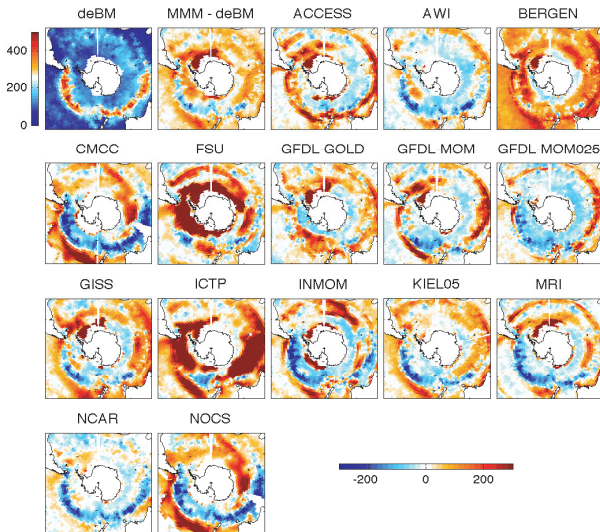 deBM MMM - deBM ACCESS AWI BERGEN
400
200
0
CMCC FSU GFDL GOLD GFDL MOM GFDL MOM025
GISS ICTP INMOM KIEL05 MRI
NCAR NOCS
-200 0 200